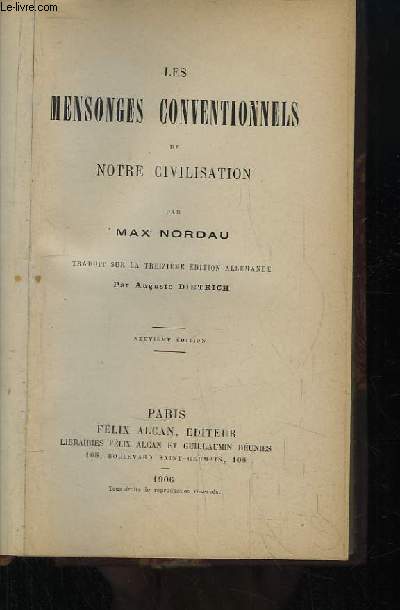 LE-LIVRE.COM
LES
MENSONGES CONVENTIONNELS
DE
NOTRE CIVILISATION
PAR
MAX NORDAU
TRADUIT SUR LA TREIZIÈME ÉDITION ALLEMANDE
Par Auguste DIETRICH
ÉDITION
PARIS
FÉLIX ALCAN, ÉDITEUR
LIBRAIRIES FÉLIX ALCAN ET GUILLAUMIN RÉUNIES
108, BOULEVARD SAINT-GERMAIN, 108
1906
Tous droits de reproduction réservés.